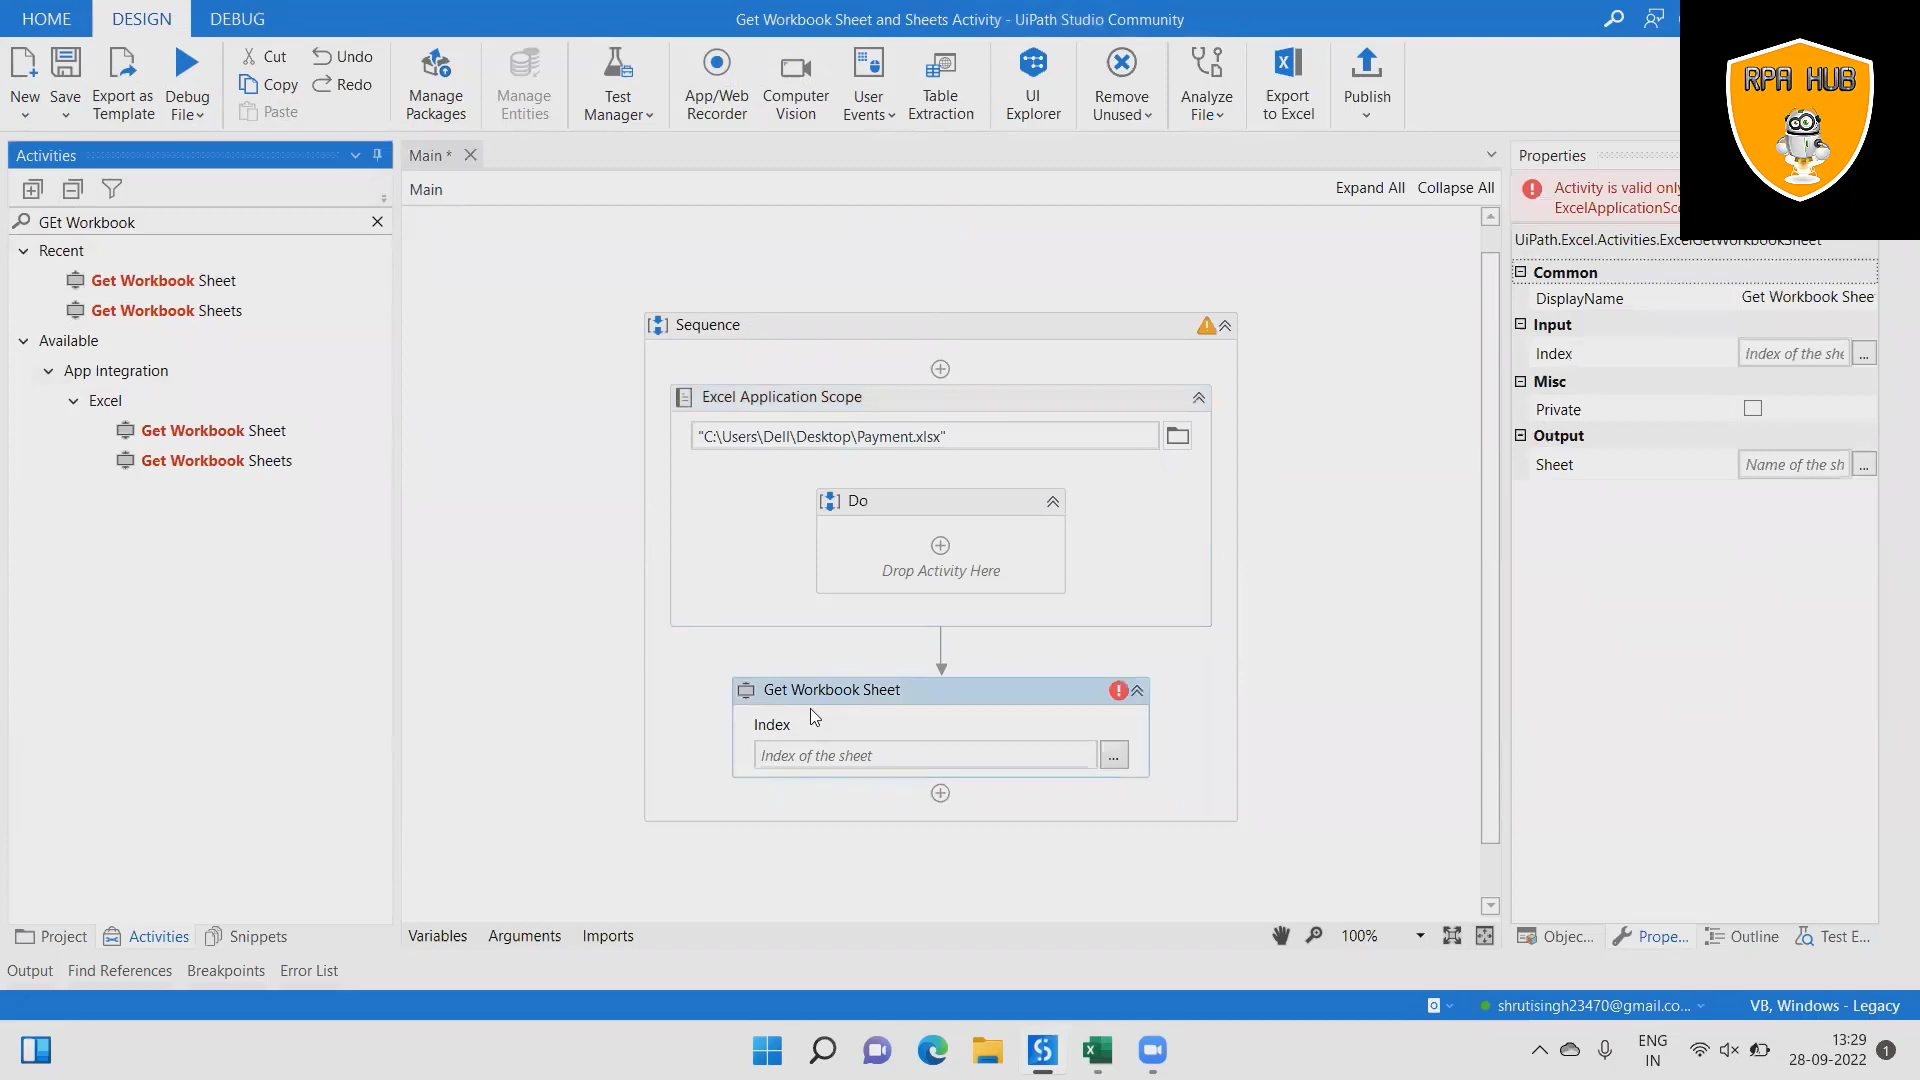 HOME DESIGN DEBUG
Get Workbook Sheet and Sheets Activity - UiPath Studio Community
New Save Export as Template Debug File
Cut Copy Paste Undo Redo
Manage Packages Manage Entities Test Manager App/Web Recorder Computer Vision User Events Table Extraction UI Explorer Remove Unused Analyze File Export to Excel Publish
RPA HUB
Activities
GEt Workbook
Recent
Get Workbook Sheet
Get Workbook Sheets
Available
App Integration
Excel
Get Workbook Sheet
Get Workbook Sheets
Main *
Main
Expand All Collapse All
Sequence
Excel Application Scope
"C:\Users\Dell\Desktop\Payment.xlsx"
Do
Drop Activity Here
Get Workbook Sheet
Index
Index of the sheet
...
Properties
Activity is valid only
ExcelApplicationSc
UiPath.Excel.Activities.ExcelGetWorkbookSheet
Common
DisplayName Get Workbook Shee
Input
Index Index of the she ...
Misc
Private
Output
Sheet Name of the sh ...
Project Activities Snippets
Variables Arguments Imports
100%
Objec... Prope... Outline Test E...
Output Find References Breakpoints Error List
shrutisingh23470@gmail.co... VB, Windows - Legacy
ENG
IN
13:29
28-09-2022
1